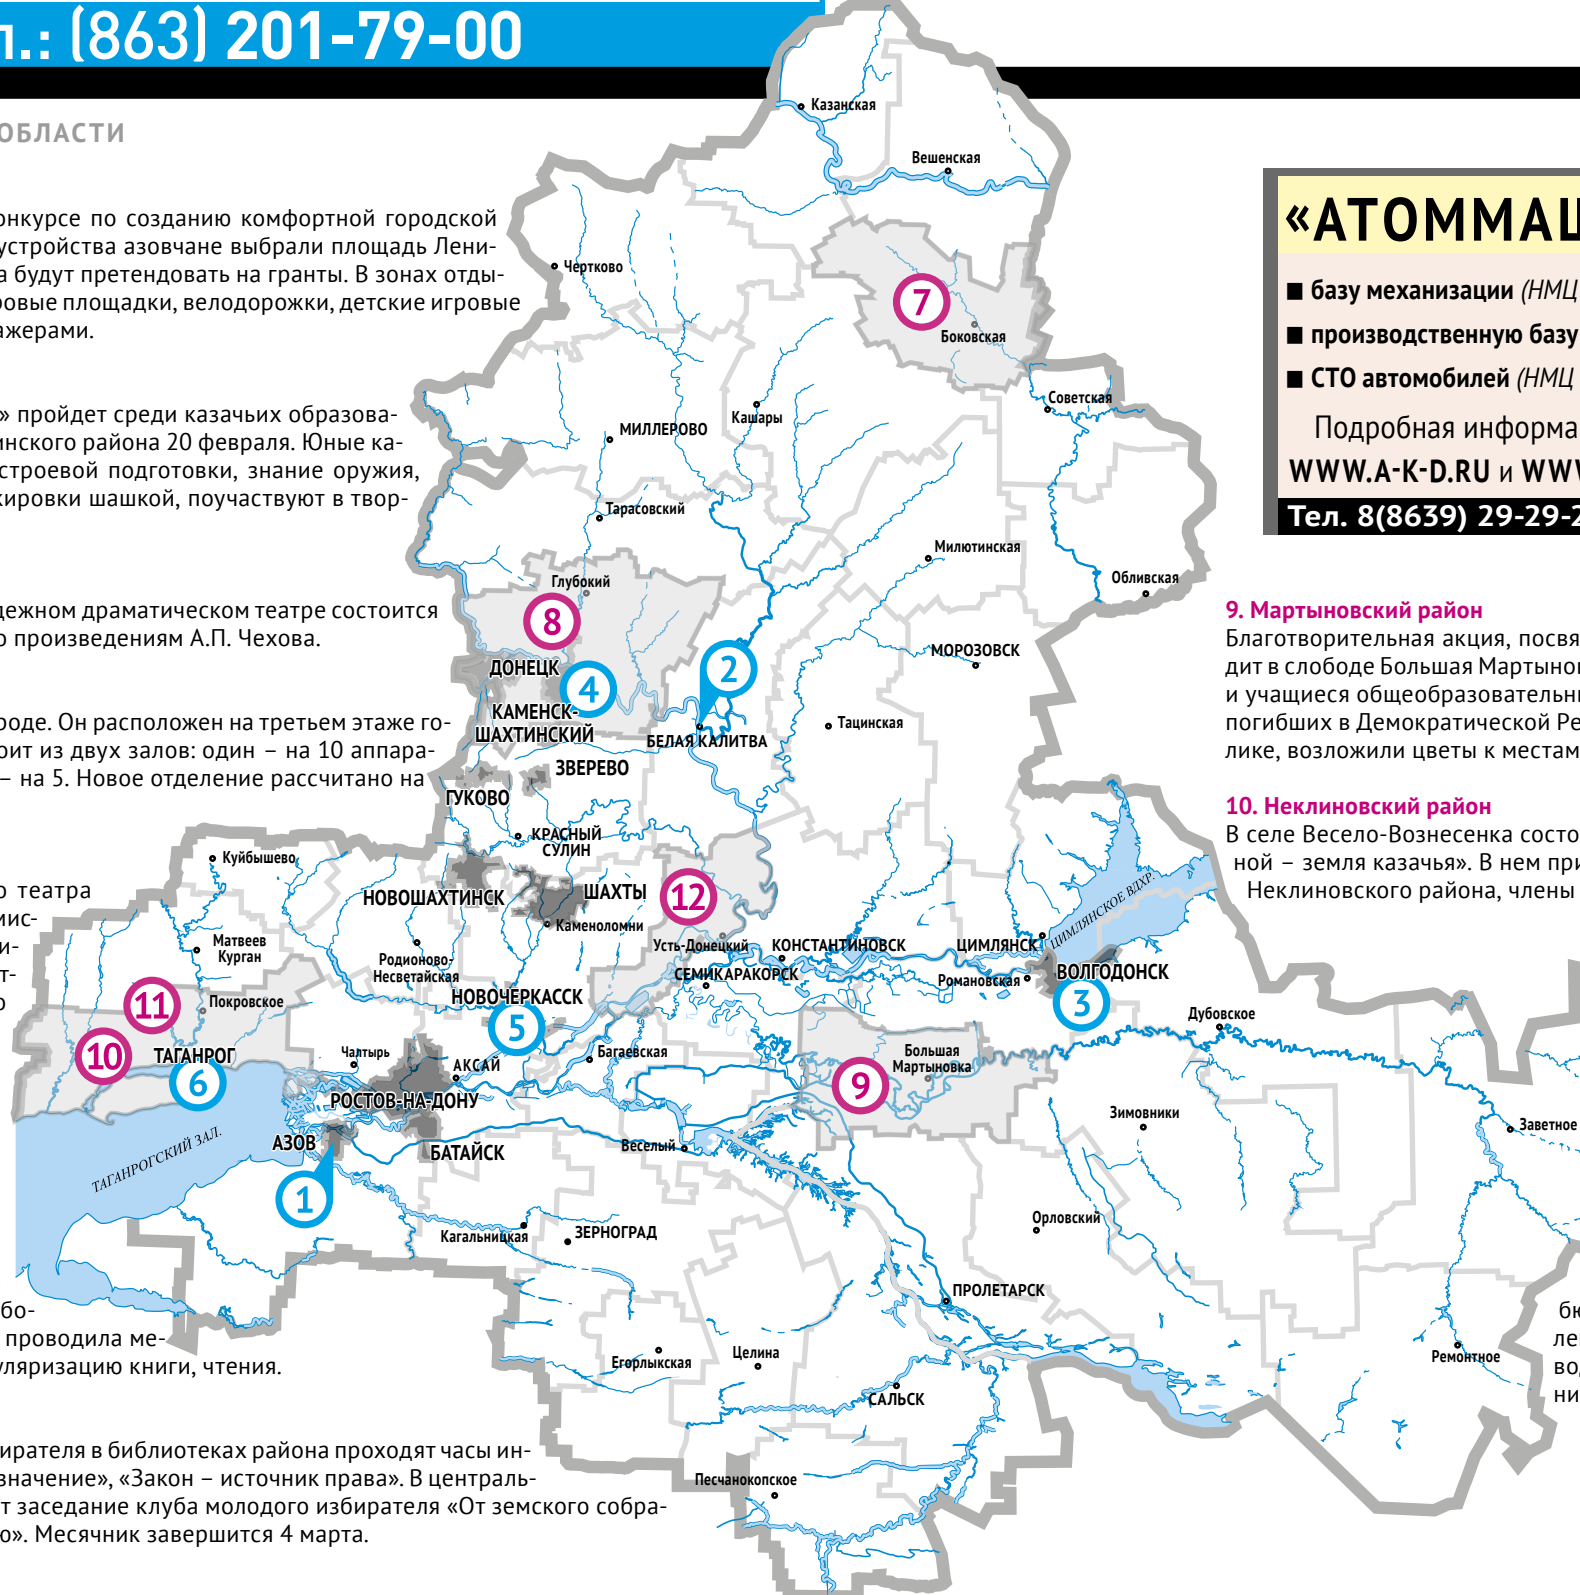 л.: (863) 201-79-00
ОБЛАСТИ
онкурсе по созданию комфортной городской
устройства азовчане выбрали площадь Лени-
а будут претендовать на гранты. В зонах отды-
ровые площадки, велодорожки, детские игровые
ажерами.
» пройдет среди казачьих образова-
инского района 20 февраля. Юные ка-
строевой подготовки, знание оружия,
кировки шашкой, поучаствуют в твор-
дежном драматическом театре состоится
о произведениям А.П. Чехова.
роде. Он расположен на третьем этаже го-
оит из двух залов: один – на 10 аппара-
– на 5. Новое отделение рассчитано на
о театра
мис-
и-
т-
о
бо-
проводила ме-
уляризацию книги, чтения.
бирателя в библиотеках района проходят часы ин-
значение», «Закон – источник права». В централь-
т заседание клуба молодого избирателя «От земского собра-
ю». Месячник завершится 4 марта.
Казанская
Вешенская
Чертково
7
Боковская
Советская
Кашары
МИЛЛЕРОВО
Тарасовский
Милютинская
Обливская
Глубокий
8
ДОНЕЦК
4
2
МОРОЗОВСК
КАМЕНСК-
ШАХТИНСКИЙ
БЕЛАЯ КАЛИТВА
Тацинская
ЗВЕРЕВО
ГУКОВО
КРАСНЫЙ
СУЛИН
Куйбышево
НОВОШАХТИНСК
ШАХТЫ
12
Каменоломни
ЦИМЛЯНСКОЕ ВДХР.
Матвеев
Курган
Родионово-
Несветайская
Усть-Донецкий
КОНСТАНТИНОВСК
ЦИМЛЯНСК
СЕМИКАРАКОРСК
Романовская
ВОЛГОДОНСК
3
11
Покровское
НОВОЧЕРКАССК
5
Дубовское
10
ТАГАНРОГ
6
Чалтырь
АКСАЙ
Багаевская
Большая
Мартыновка
9
РОСТОВ-НА-ДОНУ
Зимовники
Заветное
АЗОВ
БАТАЙСК
Веселый
ТАГАНРОГСКИЙ ЗАЛ.
1
Кагальницкая
ЗЕРНОГРАД
Орловский
ПРОЛЕТАРСК
Егорлыкская
Целина
САЛЬСК
Ремонтное
Песчанокопское
«АТОММАШ
■ базу механизации (НМЦ
■ производственную базу
■ СТО автомобилей (НМЦ
Подробная информа
WWW.A-K-D.RU и WWW
Тел. 8(8639) 29-29-2
9. Мартыновский район
Благотворительная акция, посвя
дит в слободе Большая Мартынов
и учащиеся общеобразовательны
погибших в Демократической Ре
лике, возложили цветы к местам
10. Неклиновский район
В селе Весело-Вознесенка состо
ной – земля казачья». В нем при
Неклиновского района, члены
бю
ле
вод
ни